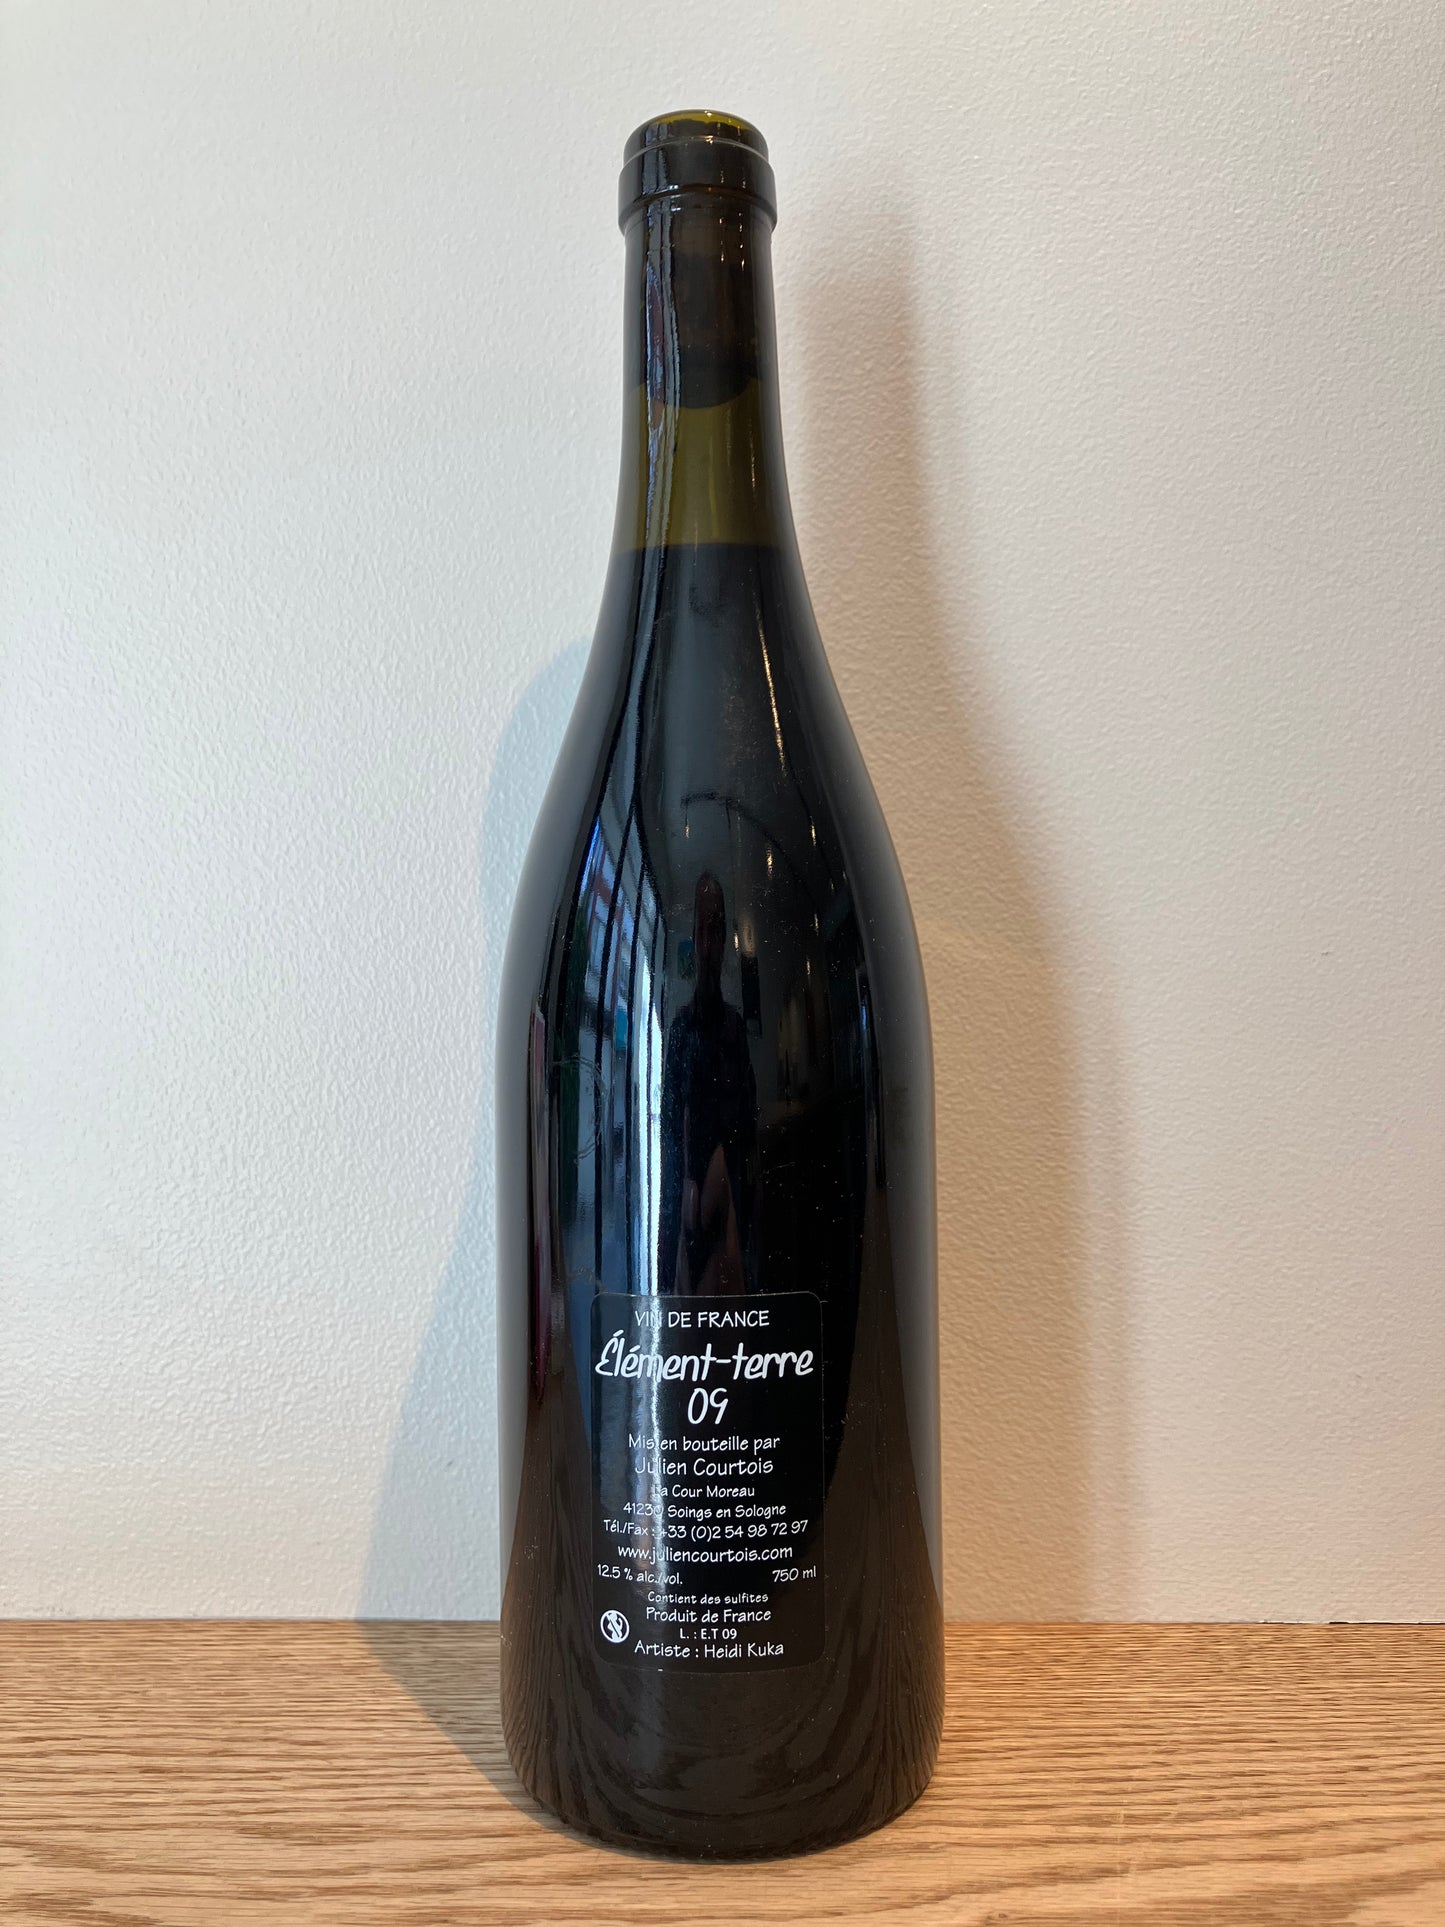 VIN DE FRANCE
Élément-terre
09
Mis en bouteille par
Julien Courtois
La Cour Moreau
41230 Soings en Sologne
Tél./Fax : +33 (0)2 54 98 72 97
www.juliencourtois.com
12.5 % alc./vol. 750 ml
Contient des sulfites
Produit de France
L. : E.T 09
Artiste : Heidi Kuka